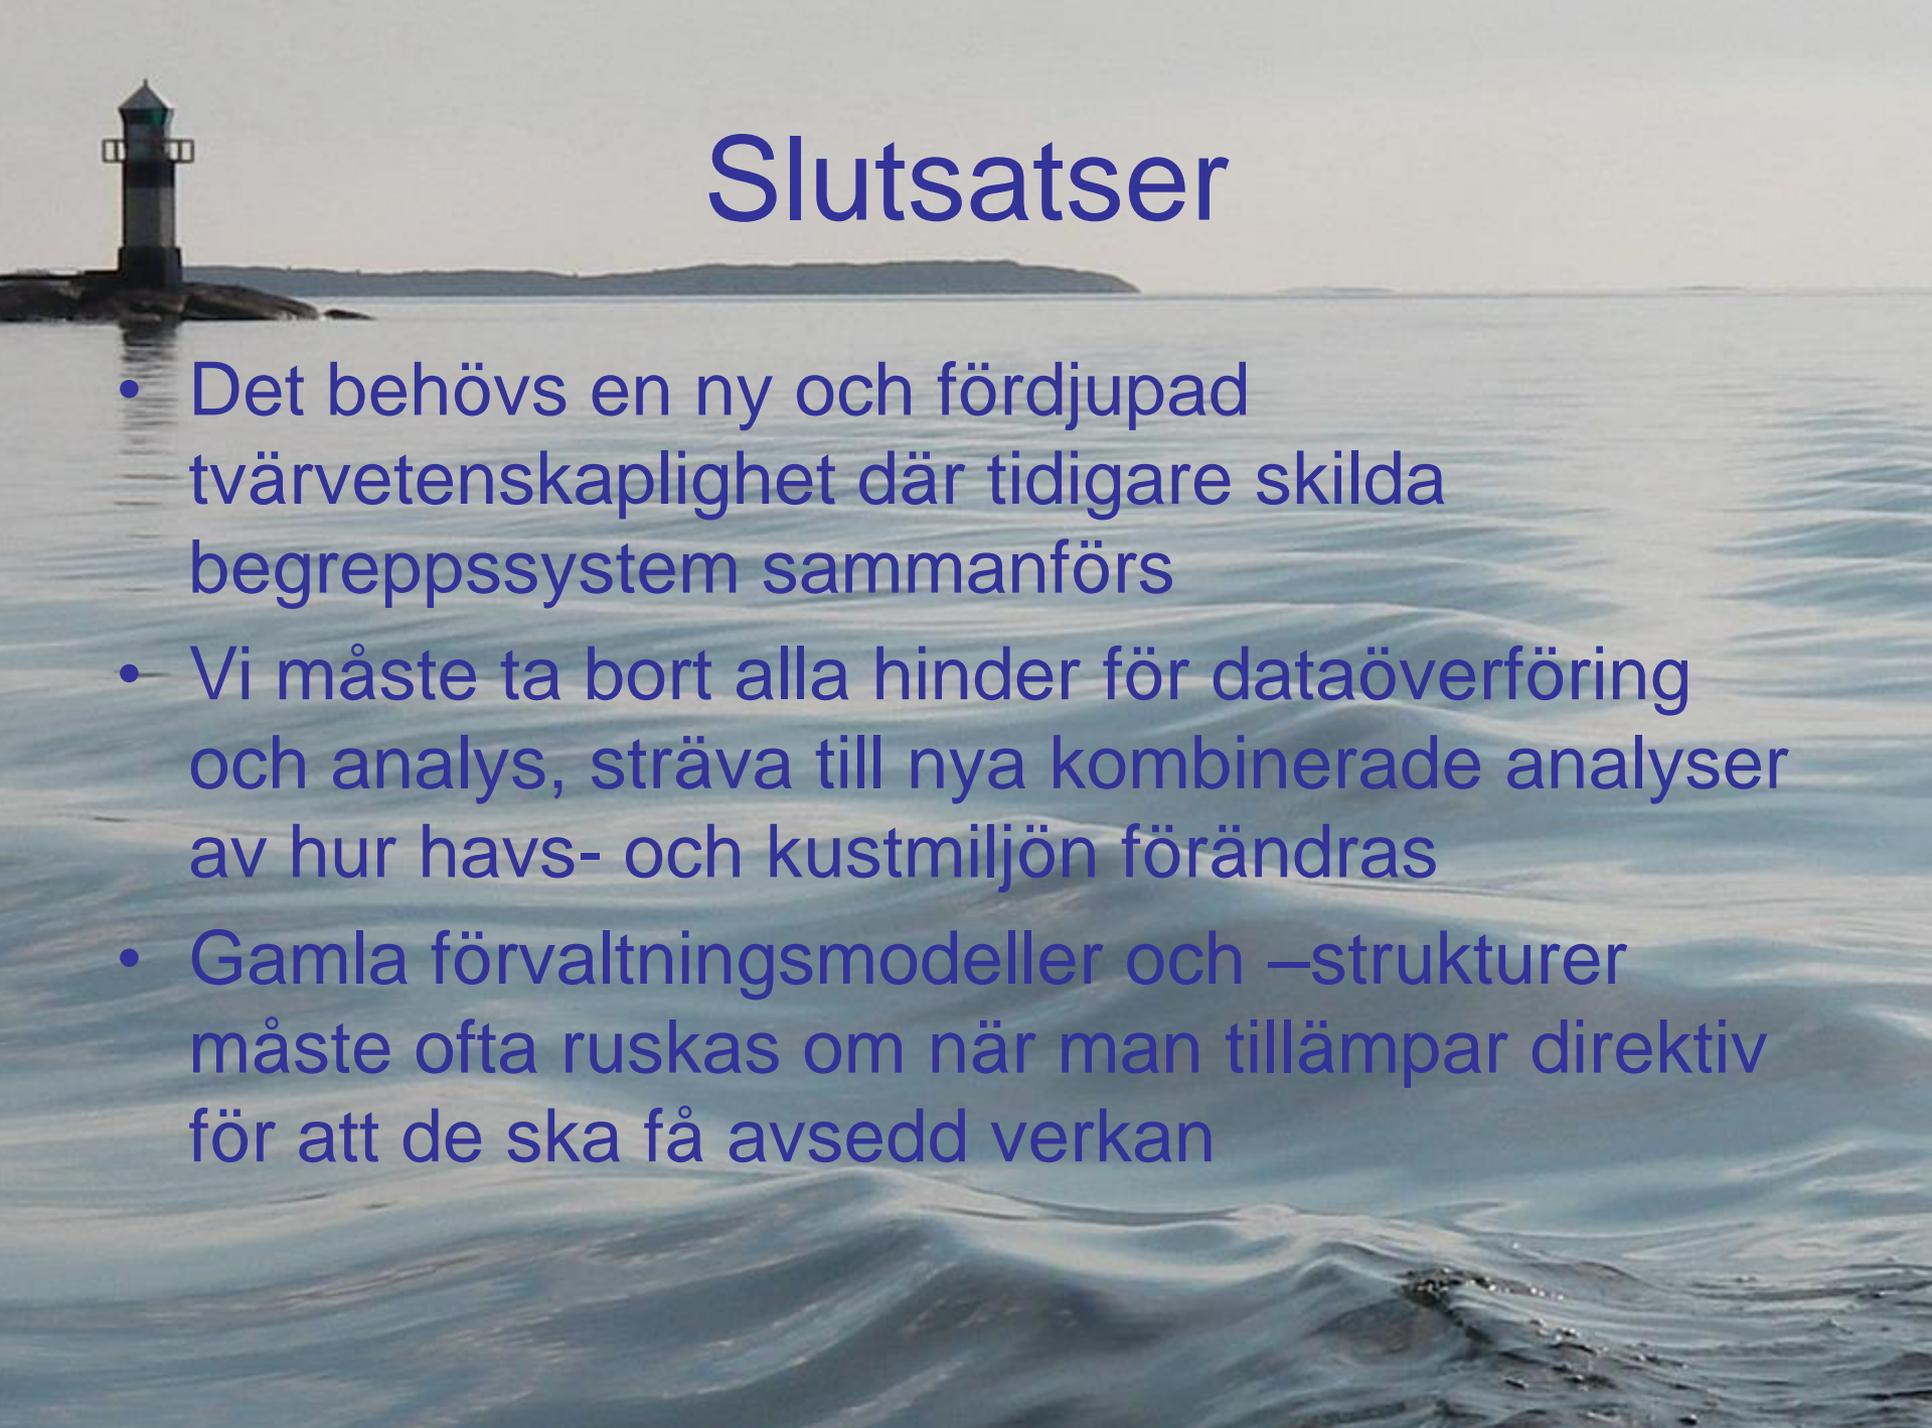 Slutsatser
• Det behövs en ny och fördjupad
tvärvetenskaplighet där tidigare skilda
begreppssystem sammanförs
• Vi måste ta bort alla hinder för dataöverföring
och analys, sträva till nya kombinerade analyser
av hur havs- och kustmiljön förändras
• Gamla förvaltningsmodeller och –strukturer
måste ofta ruskas om när man tillämpar direktiv
för att de ska få avsedd verkan